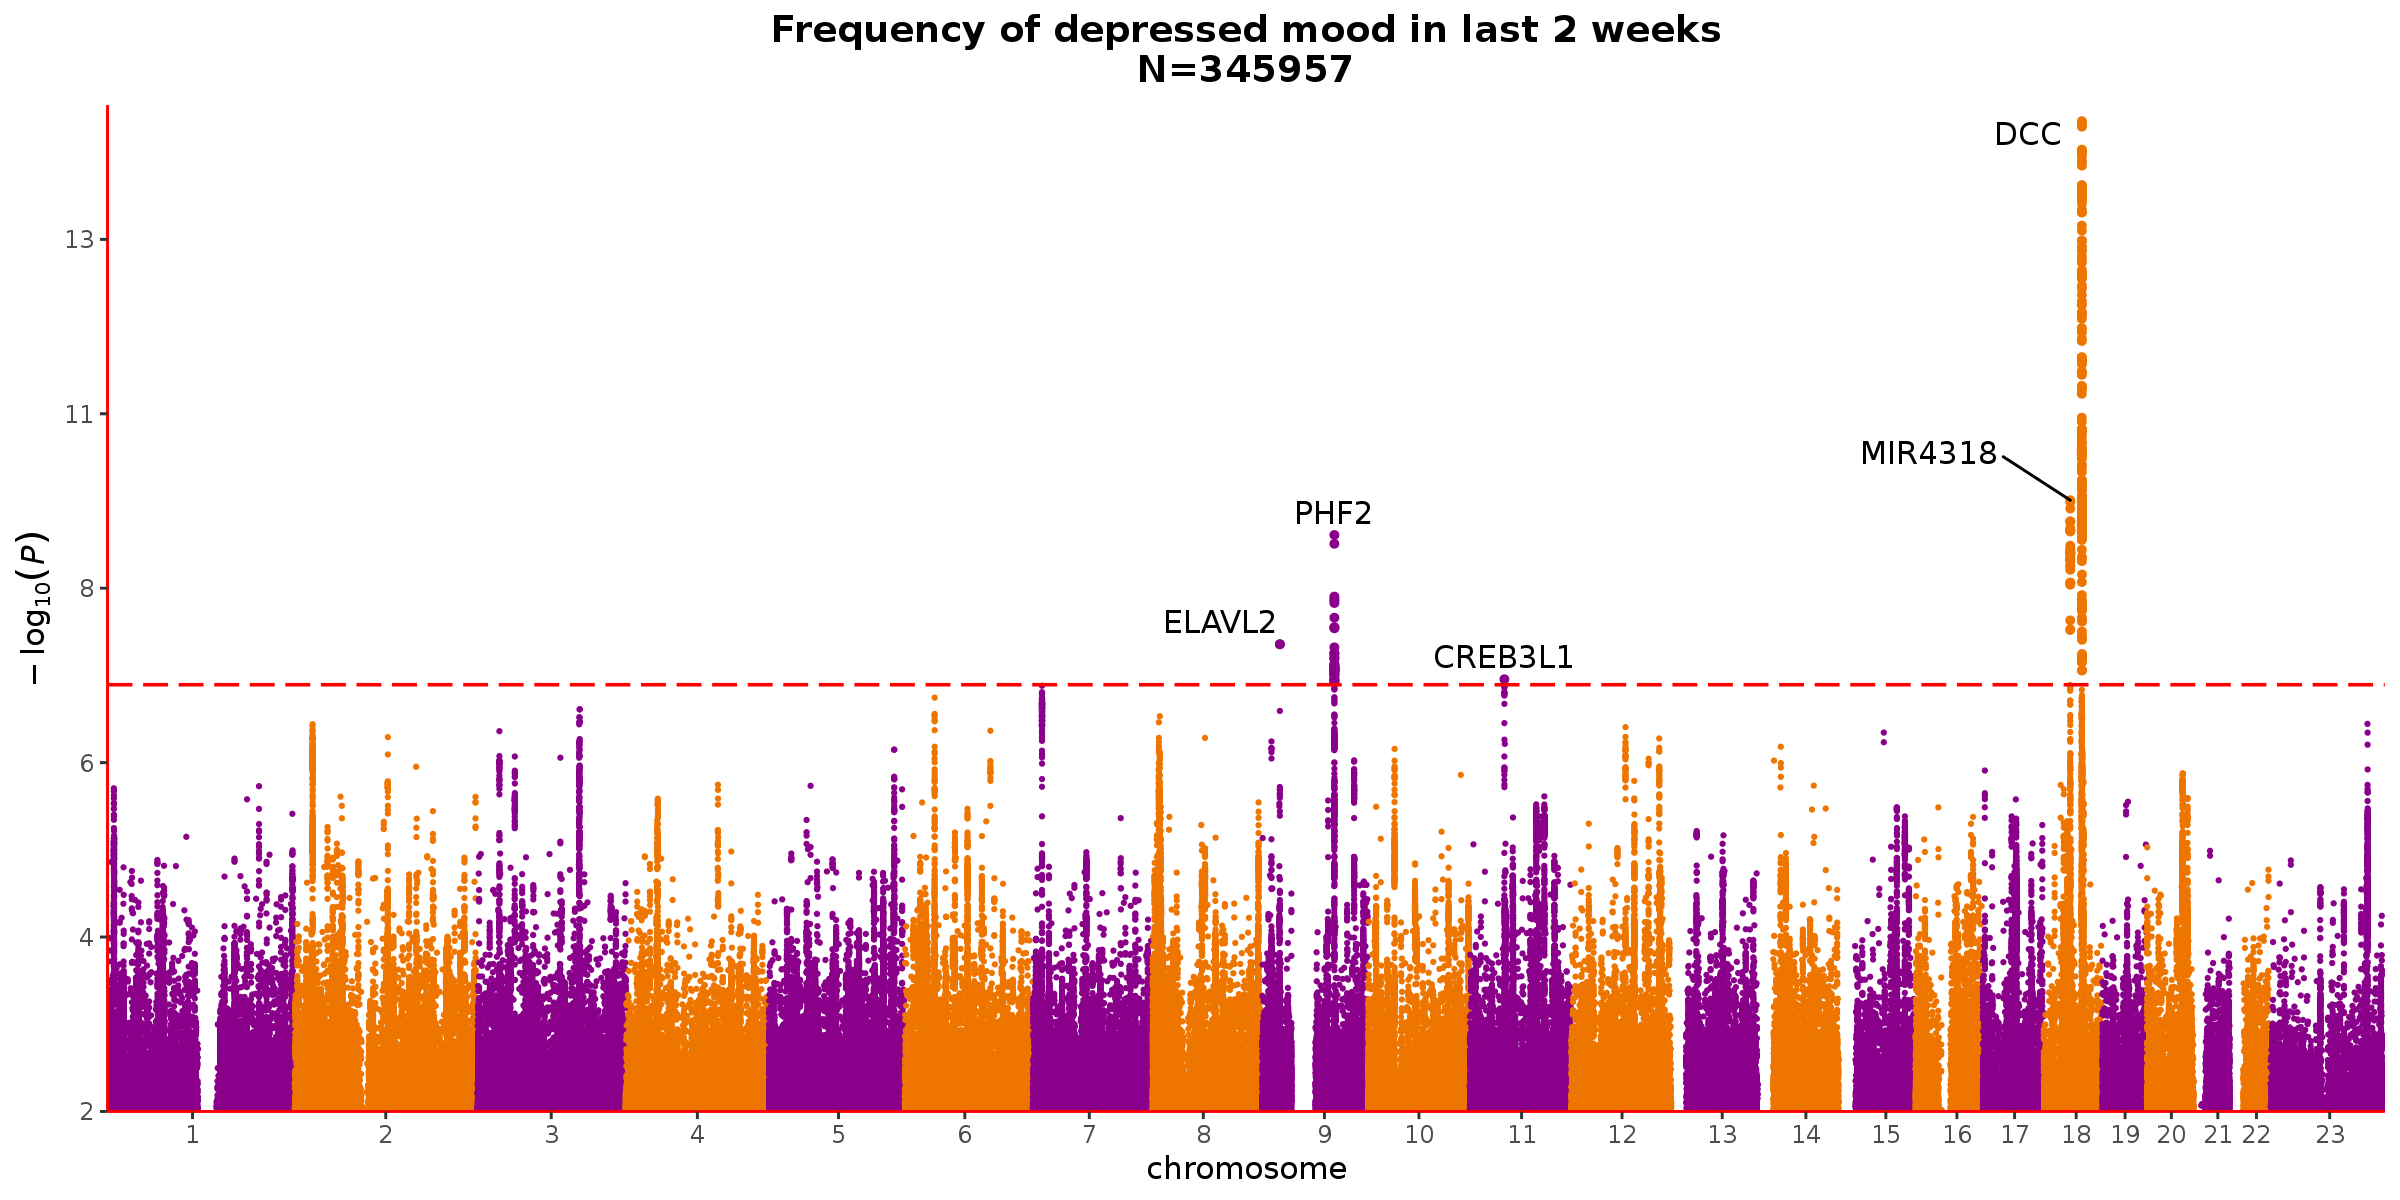 Frequency of depressed mood in last 2 weeks
N=345957
DCC
13
11
MIR4318
PHF2
8
ELAVL2
CREB3L1
6
4
2
−log₁₀(P)
1 2 3 4 5 6 7 8 9 10 11 12 13 14 15 16 17 18 19 20 21 22 23
chromosome